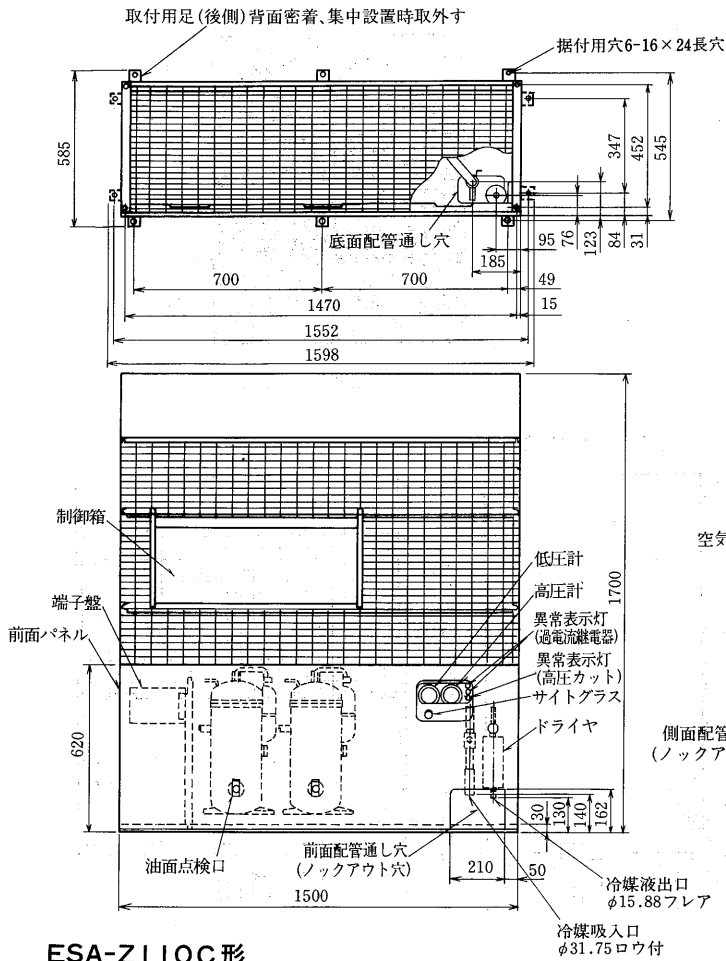 取付用足(後側)背面密着、集中設置時取外す
据付用穴6-16×24長穴
585
347
452
545
底面配管通し穴
76
123
84
31
95
185
700
700
49
1470
15
1552
1598
制御箱
空気
低圧計
高圧計
1700
端子盤
異常表示灯
(過電流継電器)
前面パネル
異常表示灯
(高圧カット)
サイトグラス
ドライヤ
側面配管
(ノックア
620
30
130
140
162
油面点検口
前面配管通し穴
(ノックアウト穴)
210
50
1500
冷媒液出口
φ15.88フレア
冷媒吸入口
φ31.75ロウ付
ESA-Z110C形